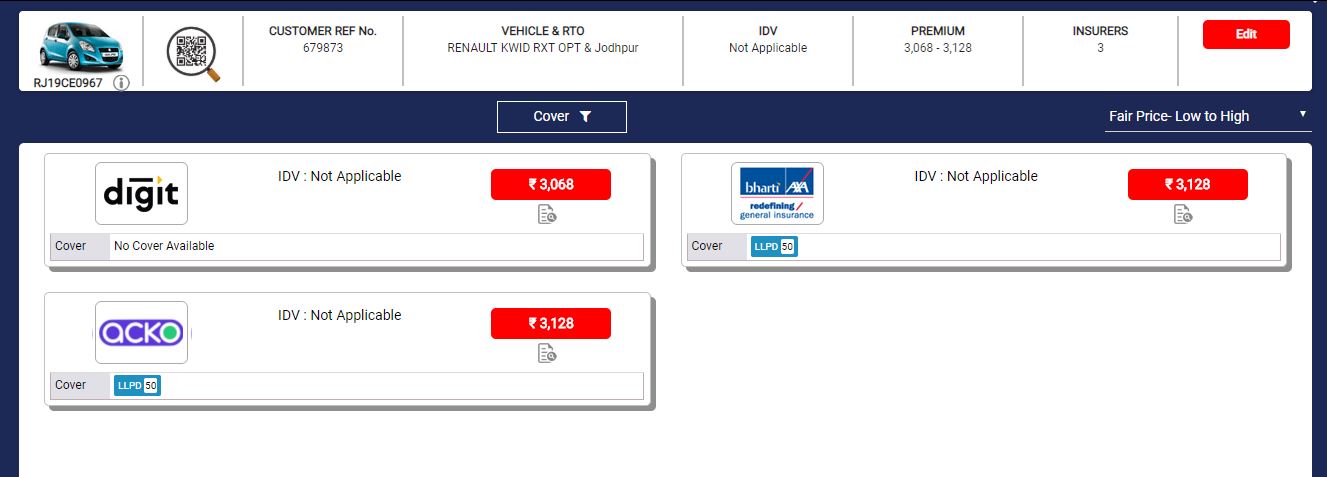 CUSTOMER REF No.
679873
VEHICLE & RTO
RENAULT KWID RXT OPT & Jodhpur
IDV
Not Applicable
PREMIUM
3,068 - 3,128
INSURERS
3
Edit
RJ19CE0967
Cover
Fair Price- Low to High
digit
IDV : Not Applicable
₹ 3,068
Cover No Cover Available
bharti AXA
redefining /
general insurance
IDV : Not Applicable
₹ 3,128
Cover LLPD 50
acko
IDV : Not Applicable
₹ 3,128
Cover LLPD 50